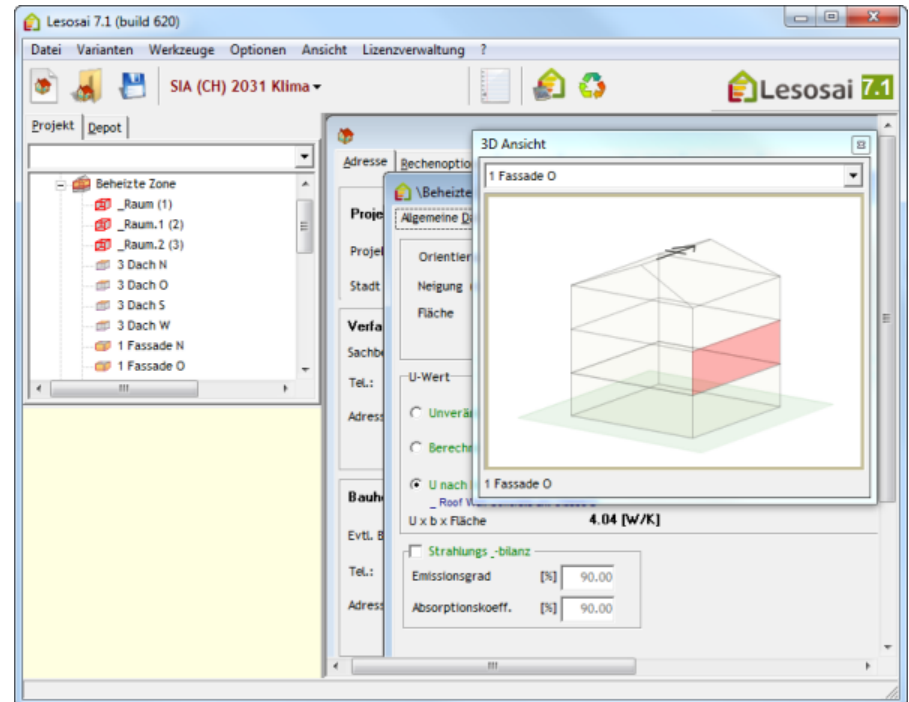 Lesosai 7.1 (build 620)
Datei Varianten Werkzeuge Optionen Ansicht Lizenzverwaltung ?
SIA (CH) 2031 Klima
Lesosai 7.1
Projekt Depot
Beheizte Zone
_Raum (1)
_Raum.1 (2)
_Raum.2 (3)
3 Dach N
3 Dach O
3 Dach S
3 Dach W
1 Fassade N
1 Fassade O
Adresse Rechenoptio
Proje
Projel
Stadt
Verfa
Sachbe
Tel.:
Adress
Bauh
Evtl. B
Tel.:
Adress
\Beheizte
Allgemeine Da
Orientier
Neigung
Fläche
U-Wert
Unverä
Berechn
U nach
_ Roof W
U x b x Fläche 4.04 [W/K]
Strahlungs_-bilanz
Emissionsgrad [%] 90.00
Absorptionskoeff. [%] 90.00
3D Ansicht
1 Fassade O
1 Fassade O